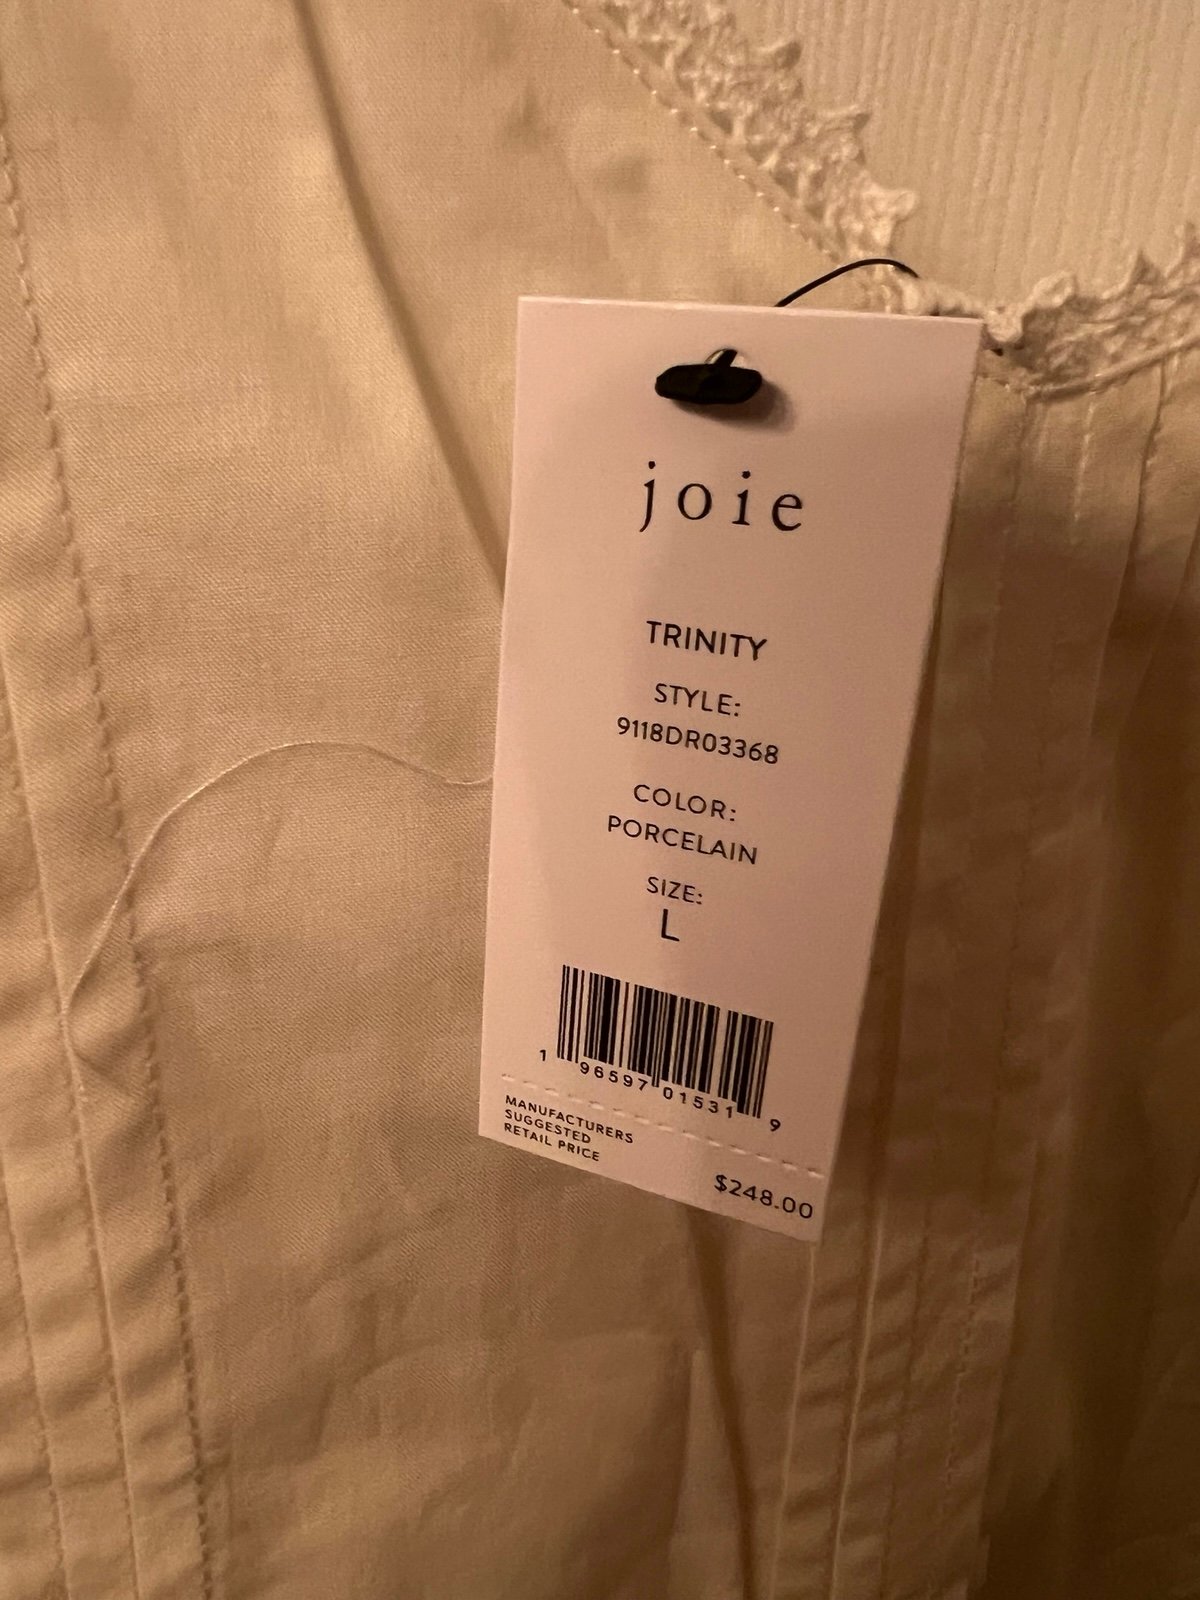 joie
TRINITY
STYLE:
9118DR03368
COLOR:
PORCELAIN
SIZE:
L
1 96597 01531 9
MANUFACTURERS
SUGGESTED
RETAIL PRICE
$248.00